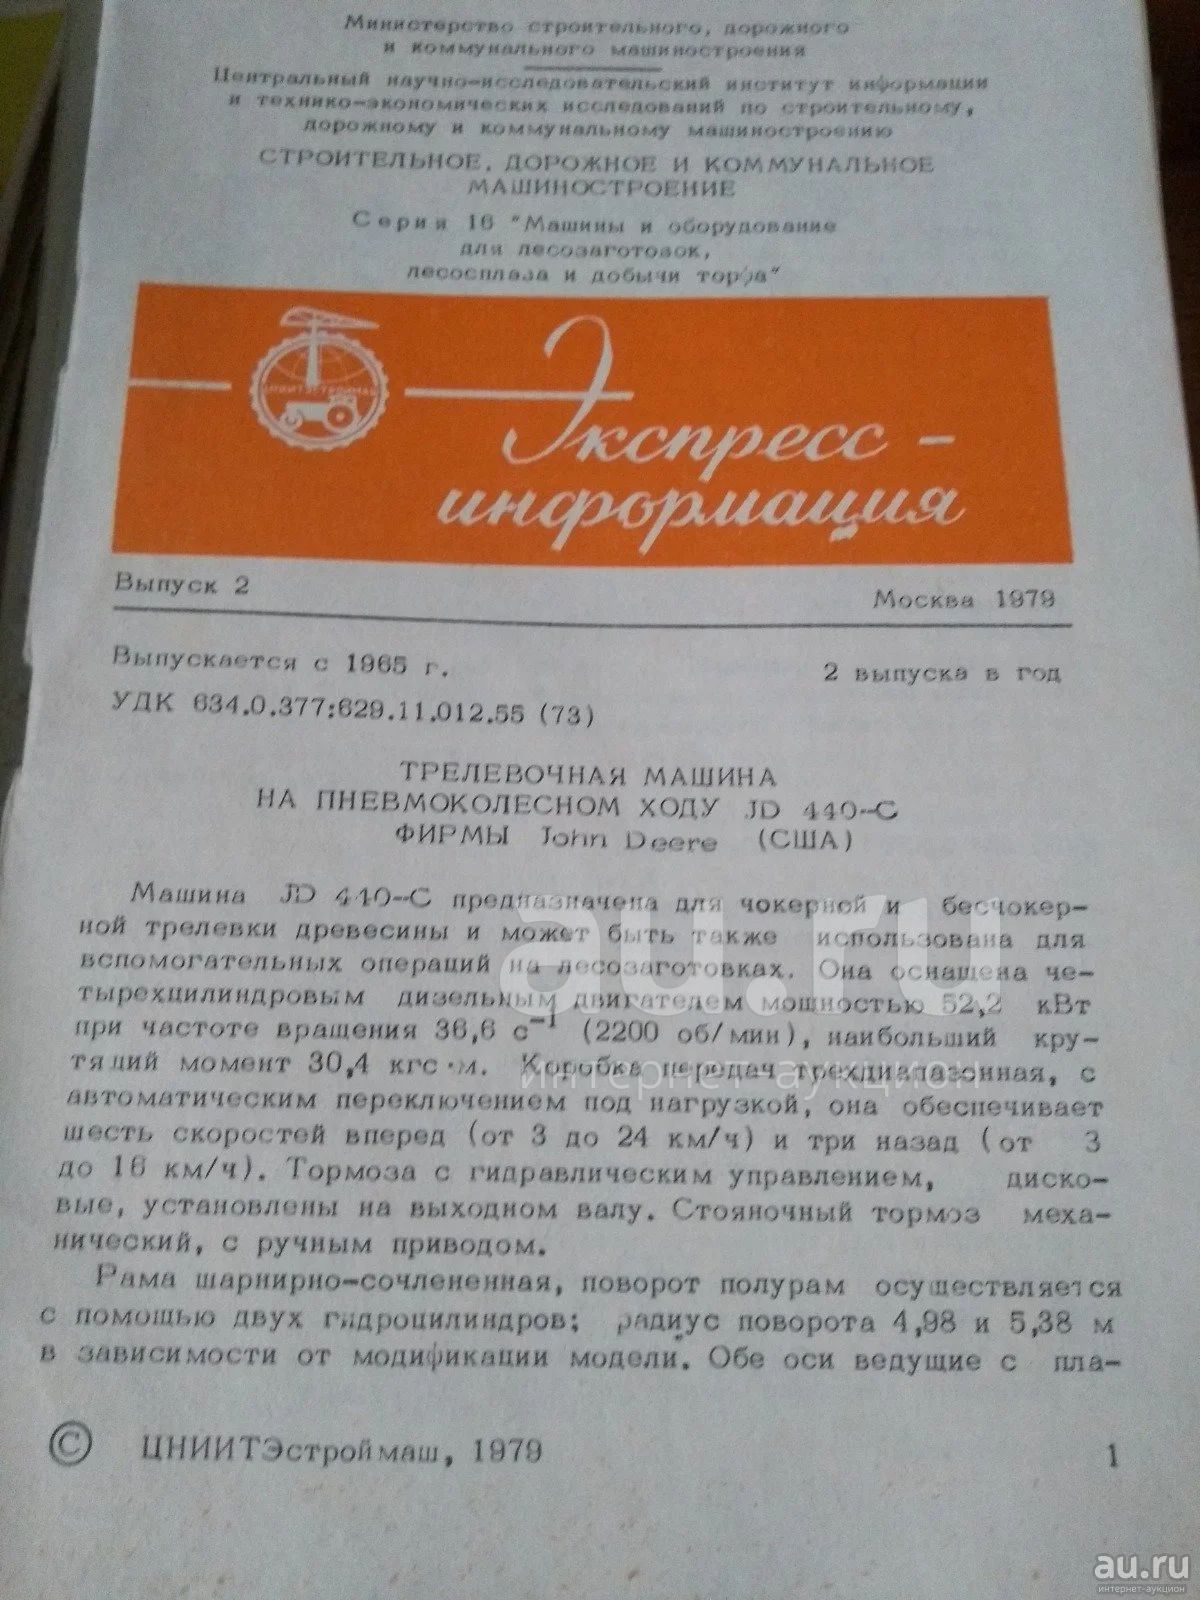 Министерство строительного, дорожного
и коммунального машиностроения
Центральный научно-исследовательский институт информации
и технико-экономических исследований по строительному,
дорожному и коммунальному машиностроению
СТРОИТЕЛЬНОЕ, ДОРОЖНОЕ И КОММУНАЛЬНОЕ
МАШИНОСТРОЕНИЕ
Серия 16 "Машины и оборудование
для лесозаготовок,
лесосплава и добычи торфа"
ЦНИИТЭСТРОЙМАШ
Экспресс-
информация
Выпуск 2
Москва 1979
Выпускается с 1965 г.
2 выпуска в год
УДК 634.0.377:629.11.012.55 (73)
ТРЕЛЕВОЧНАЯ МАШИНА
НА ПНЕВМОКОЛЕСНОМ ХОДУ JD 440-C
ФИРМЫ John Deere (США)
Машина JD 440-C предназначена для чокерной и бесчокер-
ной трелевки древесины и может быть также использована для
вспомогательных операций на лесозаготовках. Она оснащена че-
тырехцилиндровым дизельным двигателем мощностью 52,2 кВт
при частоте вращения 36,6 с⁻¹ (2200 об/мин), наибольший кру-
тящий момент 30,4 кгс·м. Коробка передач трехдиапазонная, с
автоматическим переключением под нагрузкой, она обеспечивает
шесть скоростей вперед (от 3 до 24 км/ч) и три назад (от 3
до 16 км/ч). Тормоза с гидравлическим управлением, диско-
вые, установлены на выходном валу. Стояночный тормоз меха-
нический, с ручным приводом.
Рама шарнирно-сочлененная, поворот полурам осуществляется
с помощью двух гидроцилиндров; радиус поворота 4,98 и 5,38 м
в зависимости от модификации модели. Обе оси ведущие с пла-
© ЦНИИТЭстроймаш, 1979
1
au.ru
интернет-аукцион
au.ru
интернет-аукцион